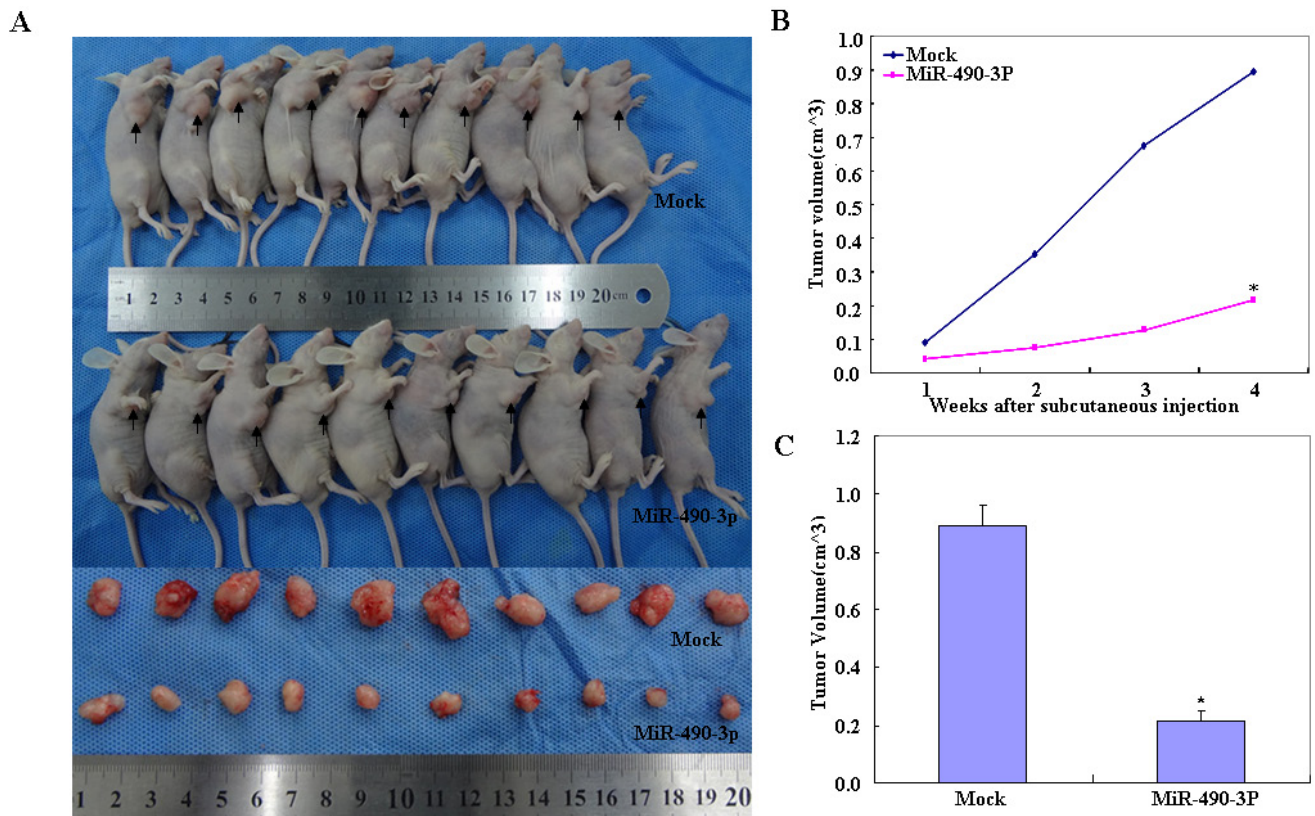 A
Mock
1 2 3 4 5 6 7 8 9 10 11 12 13 14 15 16 17 18 19 20 cm
MiR-490-3p
Mock
MiR-490-3p
1 2 3 4 5 6 7 8 9 10 11 12 13 14 15 16 17 18 19 20
B
Mock
MiR-490-3P
Tumor volume(cm^3)
1.0
0.9
0.8
0.7
0.6
0.5
0.4
0.3
0.2
0.1
0.0
*
1 2 3 4
Weeks after subcutaneous injection
C
Tumor Volume(cm^3)
1.2
1.0
0.8
0.6
0.4
0.2
0.0
*
Mock MiR-490-3P